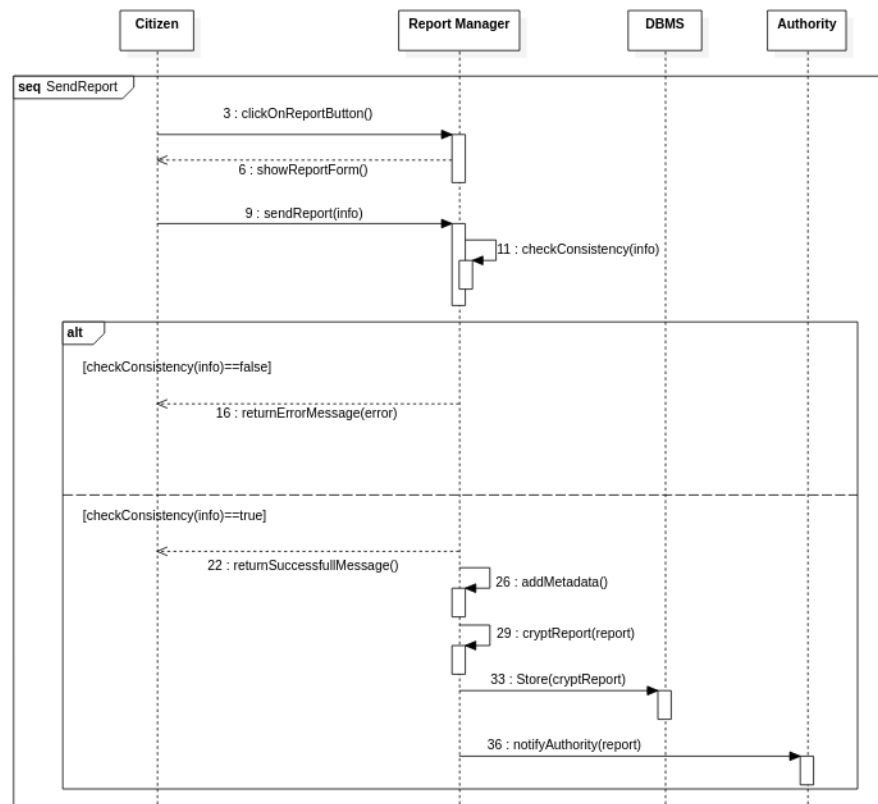 Citizen
Report Manager
DBMS
Authority
seq SendReport
3 : clickOnReportButton()
6 : showReportForm()
9 : sendReport(info)
11 : checkConsistency(info)
alt
[checkConsistency(info)==false]
16 : returnErrorMessage(error)
[checkConsistency(info)==true]
22 : returnSuccessfullMessage()
26 : addMetadata()
29 : cryptReport(report)
33 : Store(cryptReport)
36 : notifyAuthority(report)